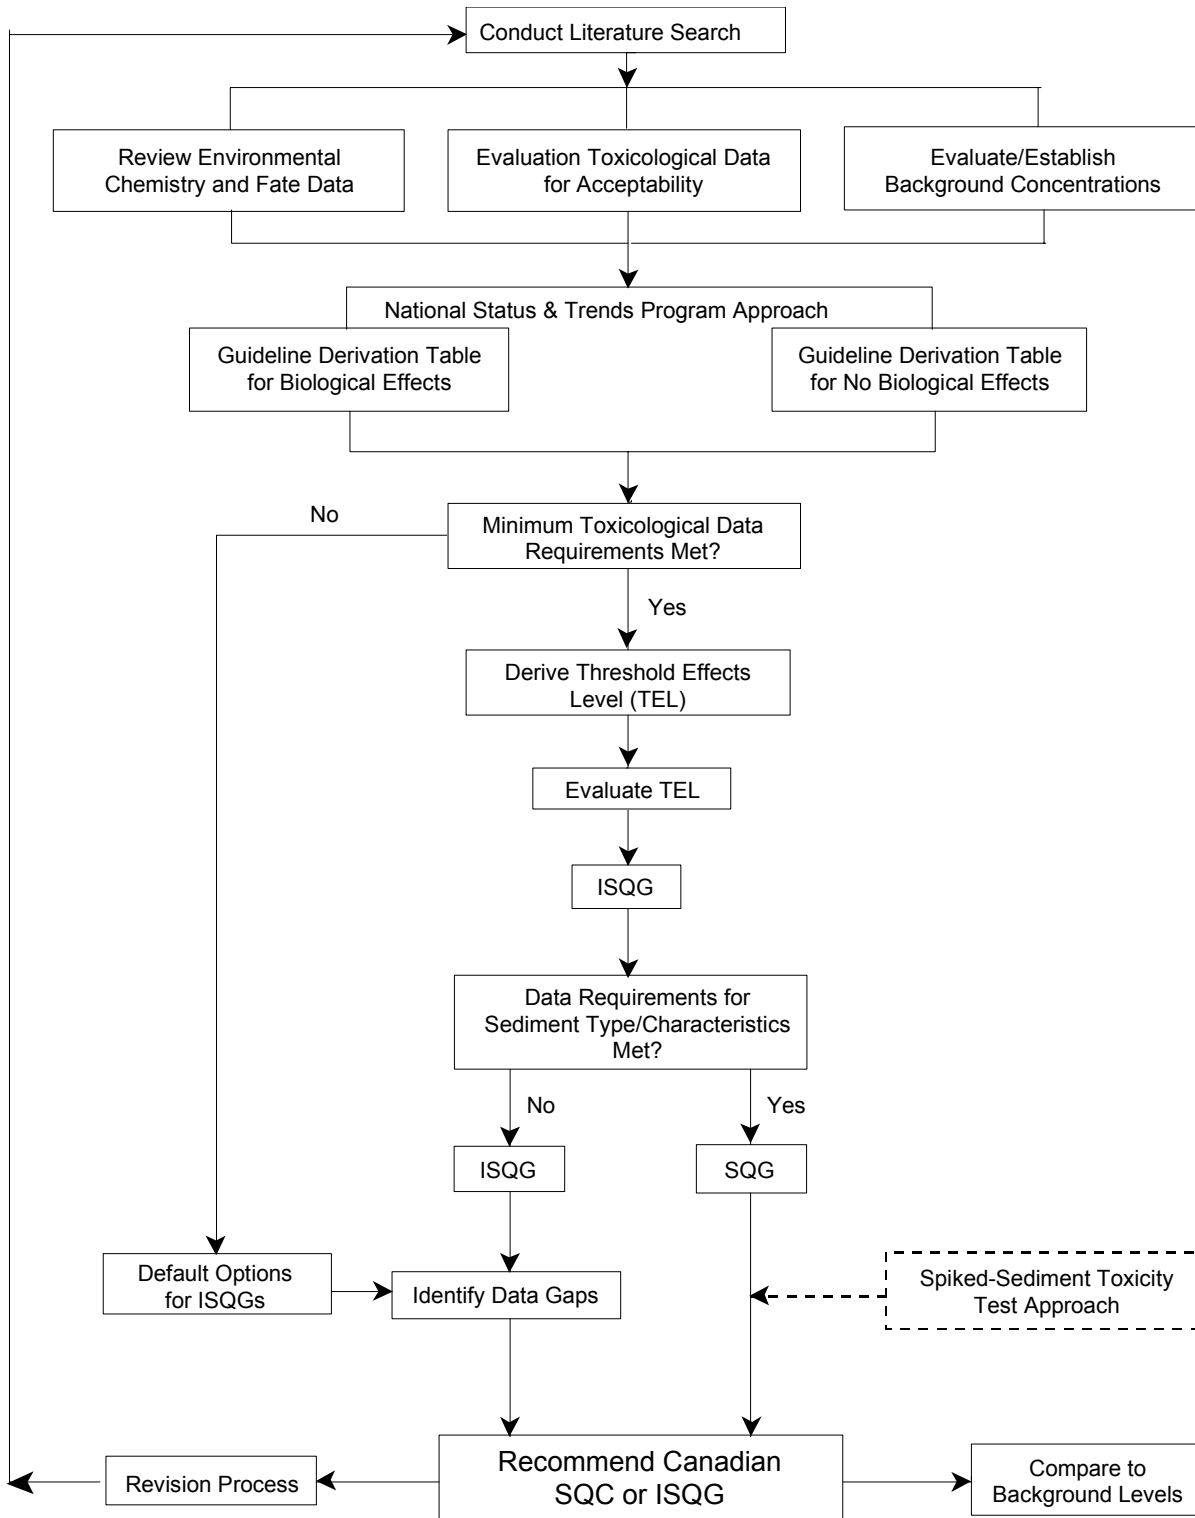 Conduct Literature Search
Review Environmental
Chemistry and Fate Data
Evaluation Toxicological Data
for Acceptability
Evaluate/Establish
Background Concentrations
National Status & Trends Program Approach
Guideline Derivation Table
for Biological Effects
Guideline Derivation Table
for No Biological Effects
No
Minimum Toxicological Data
Requirements Met?
Yes
Derive Threshold Effects
Level (TEL)
Evaluate TEL
ISQG
Data Requirements for
Sediment Type/Characteristics
Met?
No
Yes
ISQG
SQG
Default Options
for ISQGs
Identify Data Gaps
Spiked-Sediment Toxicity
Test Approach
Revision Process
Recommend Canadian
SQC or ISQG
Compare to
Background Levels